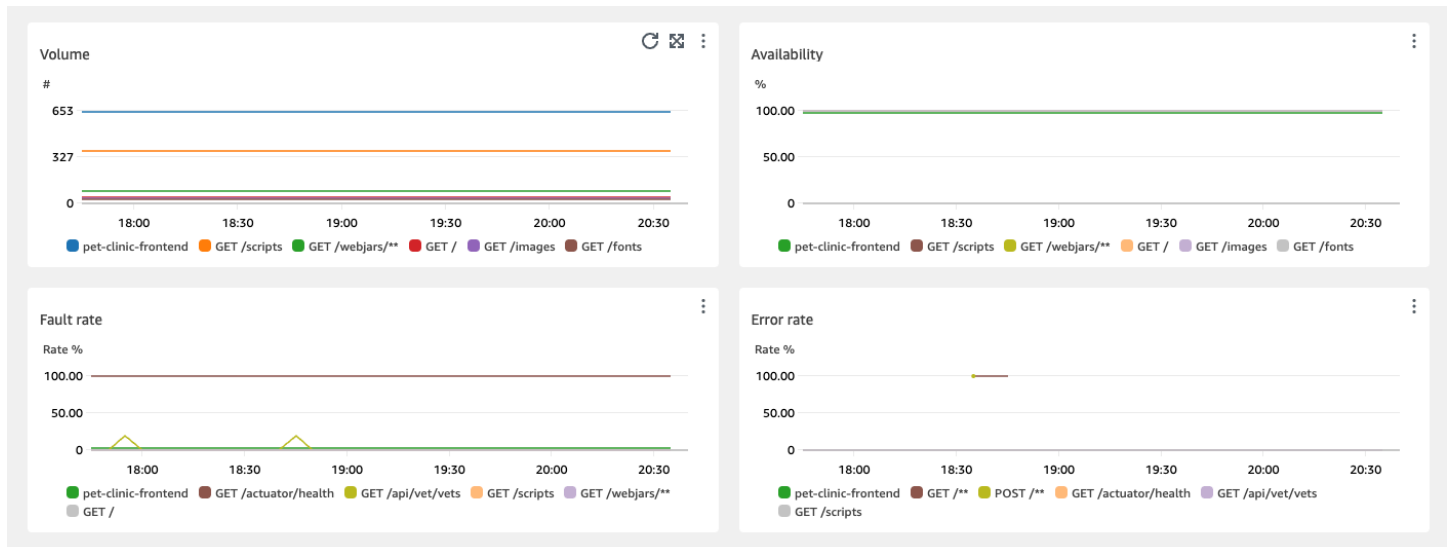 Volume
#
653
327
0
18:00 18:30 19:00 19:30 20:00 20:30
pet-clinic-frontend GET /scripts GET /webjars/** GET / GET /images GET /fonts
Availability
%
100.00
50.00
0
18:00 18:30 19:00 19:30 20:00 20:30
pet-clinic-frontend GET /scripts GET /webjars/** GET / GET /images GET /fonts
Fault rate
Rate %
100.00
50.00
0
18:00 18:30 19:00 19:30 20:00 20:30
pet-clinic-frontend GET /actuator/health GET /api/vet/vets GET /scripts GET /webjars/**
GET /
Error rate
Rate %
100.00
50.00
0
18:00 18:30 19:00 19:30 20:00 20:30
pet-clinic-frontend GET /** POST /** GET /actuator/health GET /api/vet/vets
GET /scripts